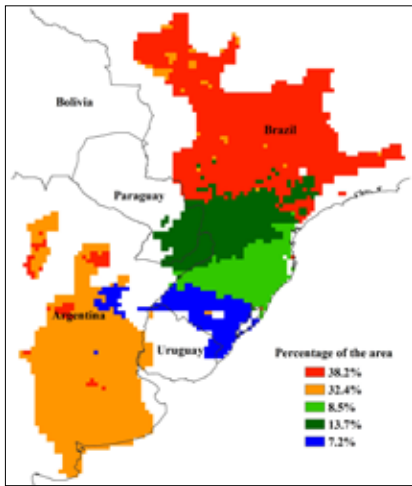 Bolivia
Brazil
Paraguay
Argentina
Uruguay
Percentage of the area
38.2%
32.4%
8.5%
13.7%
7.2%